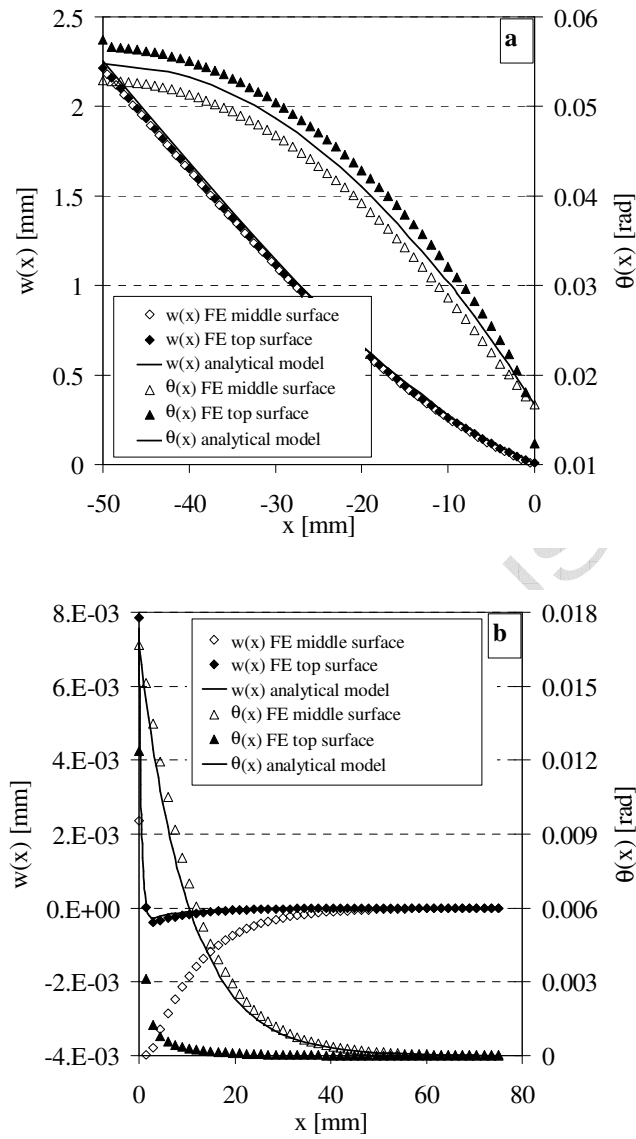 a
2.5
2
1.5
1
0.5
0
w(x) [mm]
0.06
0.05
0.04
0.03
0.02
0.01
θ(x) [rad]
w(x) FE middle surface
w(x) FE top surface
w(x) analytical model
θ(x) FE middle surface
θ(x) FE top surface
θ(x) analytical model
-50 -40 -30 -20 -10 0
x [mm]
b
8.E-03
6.E-03
4.E-03
2.E-03
0.E+00
-2.E-03
-4.E-03
w(x) [mm]
0.018
0.015
0.012
0.009
0.006
0.003
0
θ(x) [rad]
w(x) FE middle surface
w(x) FE top surface
w(x) analytical model
θ(x) FE middle surface
θ(x) FE top surface
θ(x) analytical model
0 20 40 60 80
x [mm]